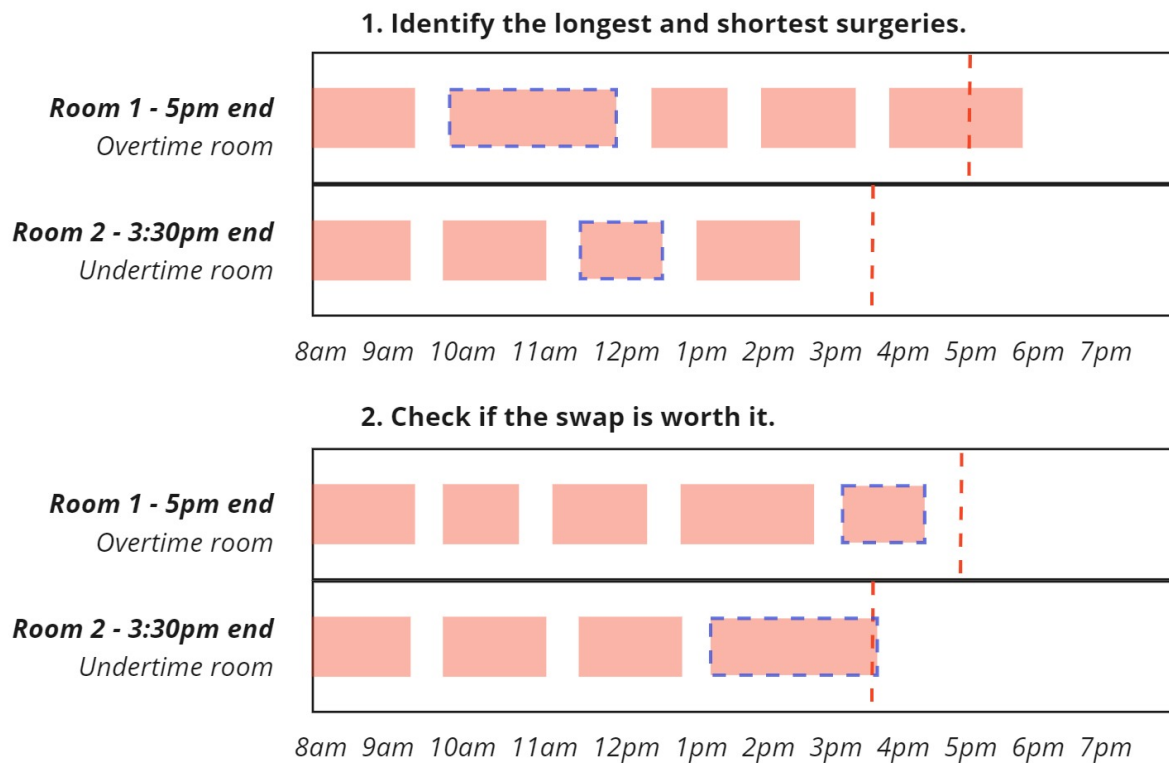 1. Identify the longest and shortest surgeries.
Room 1 - 5pm end
Overtime room
Room 2 - 3:30pm end
Undertime room
8am 9am 10am 11am 12pm 1pm 2pm 3pm 4pm 5pm 6pm 7pm
2. Check if the swap is worth it.
Room 1 - 5pm end
Overtime room
Room 2 - 3:30pm end
Undertime room
8am 9am 10am 11am 12pm 1pm 2pm 3pm 4pm 5pm 6pm 7pm